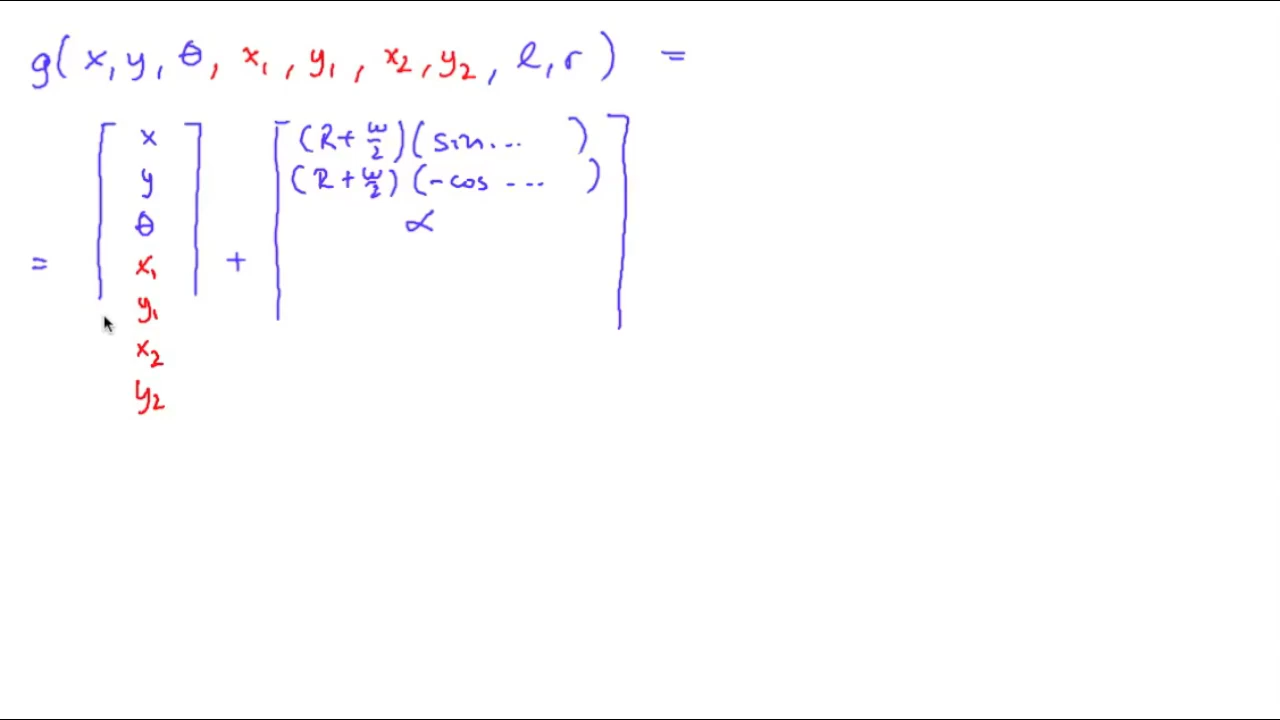 g( x, y, θ, x₁, y₁, x₂, y₂, l, r ) =
x (R + w/2)( sin... )
y (R + w/2)( -cos ... )
θ α
= x₁ +
y₁
x₂
y₂